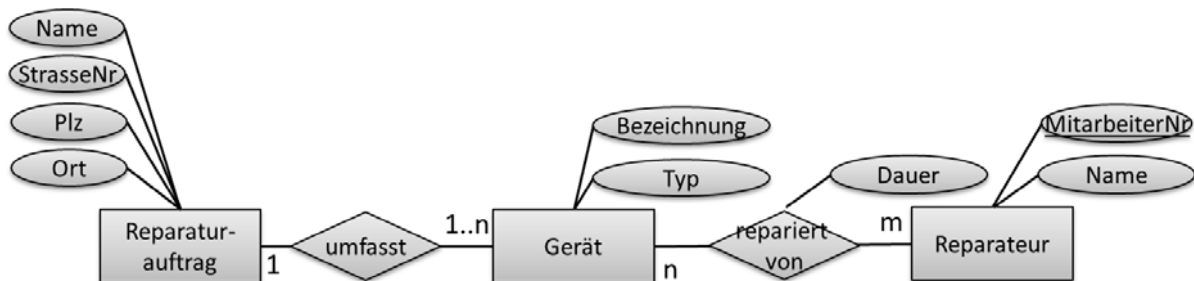 Name
StrasseNr
Plz
Ort
Reparatur-
auftrag
1
umfasst
1..n
Bezeichnung
Typ
Gerät
n
Dauer
repariert
von
m
MitarbeiterNr
Name
Reparateur